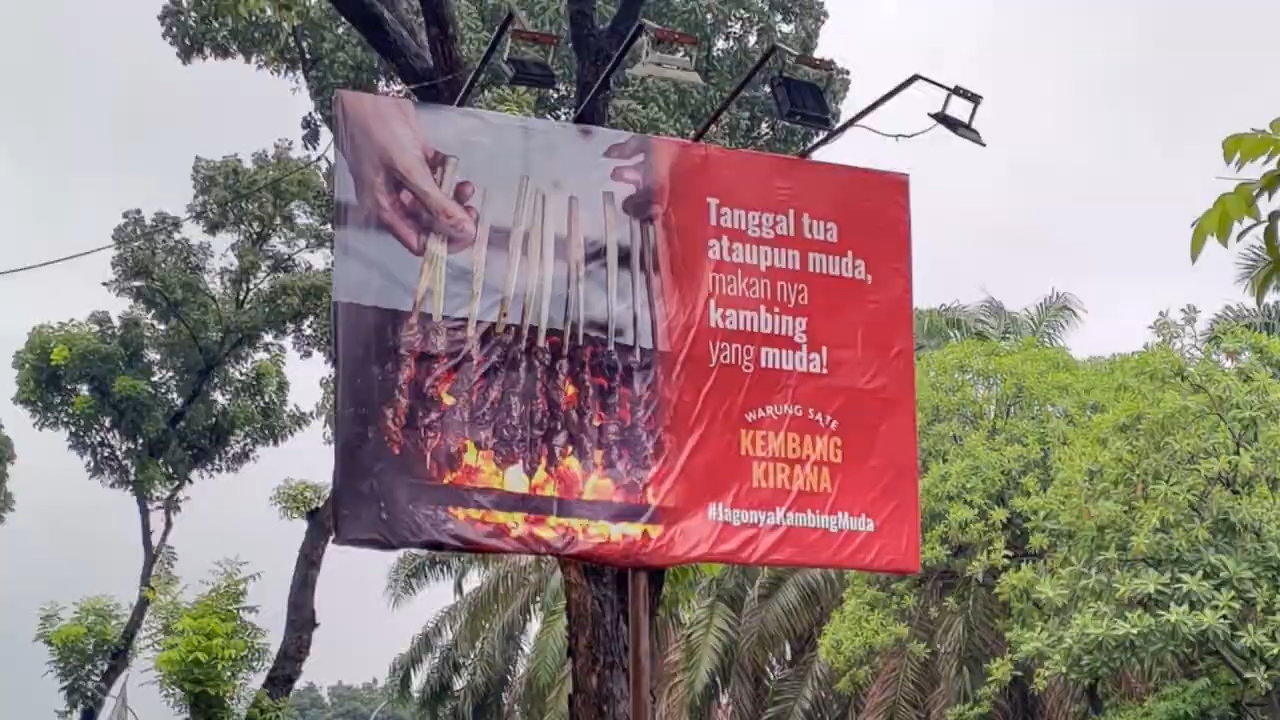 Tanggal tua
ataupun muda,
makan nya
kambing
yang muda!
WARUNG SATE
KEMBANG
KIRANA
#JagonyaKambingMuda